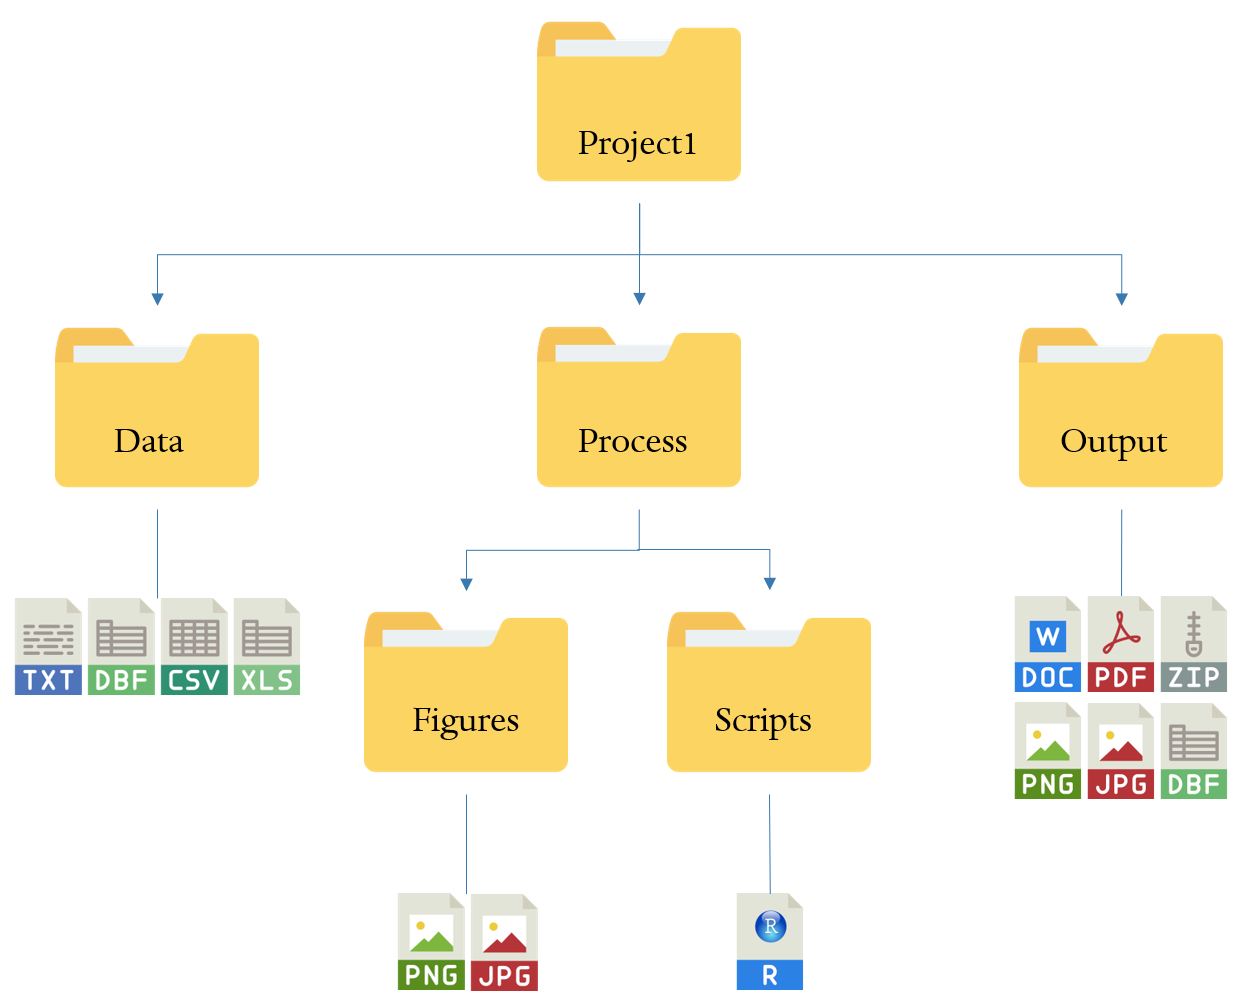 Project1
Data
Process
Output
TXT DBF CSV XLS
W
DOC PDF ZIP
Figures
Scripts
PNG JPG DBF
PNG JPG
R
R